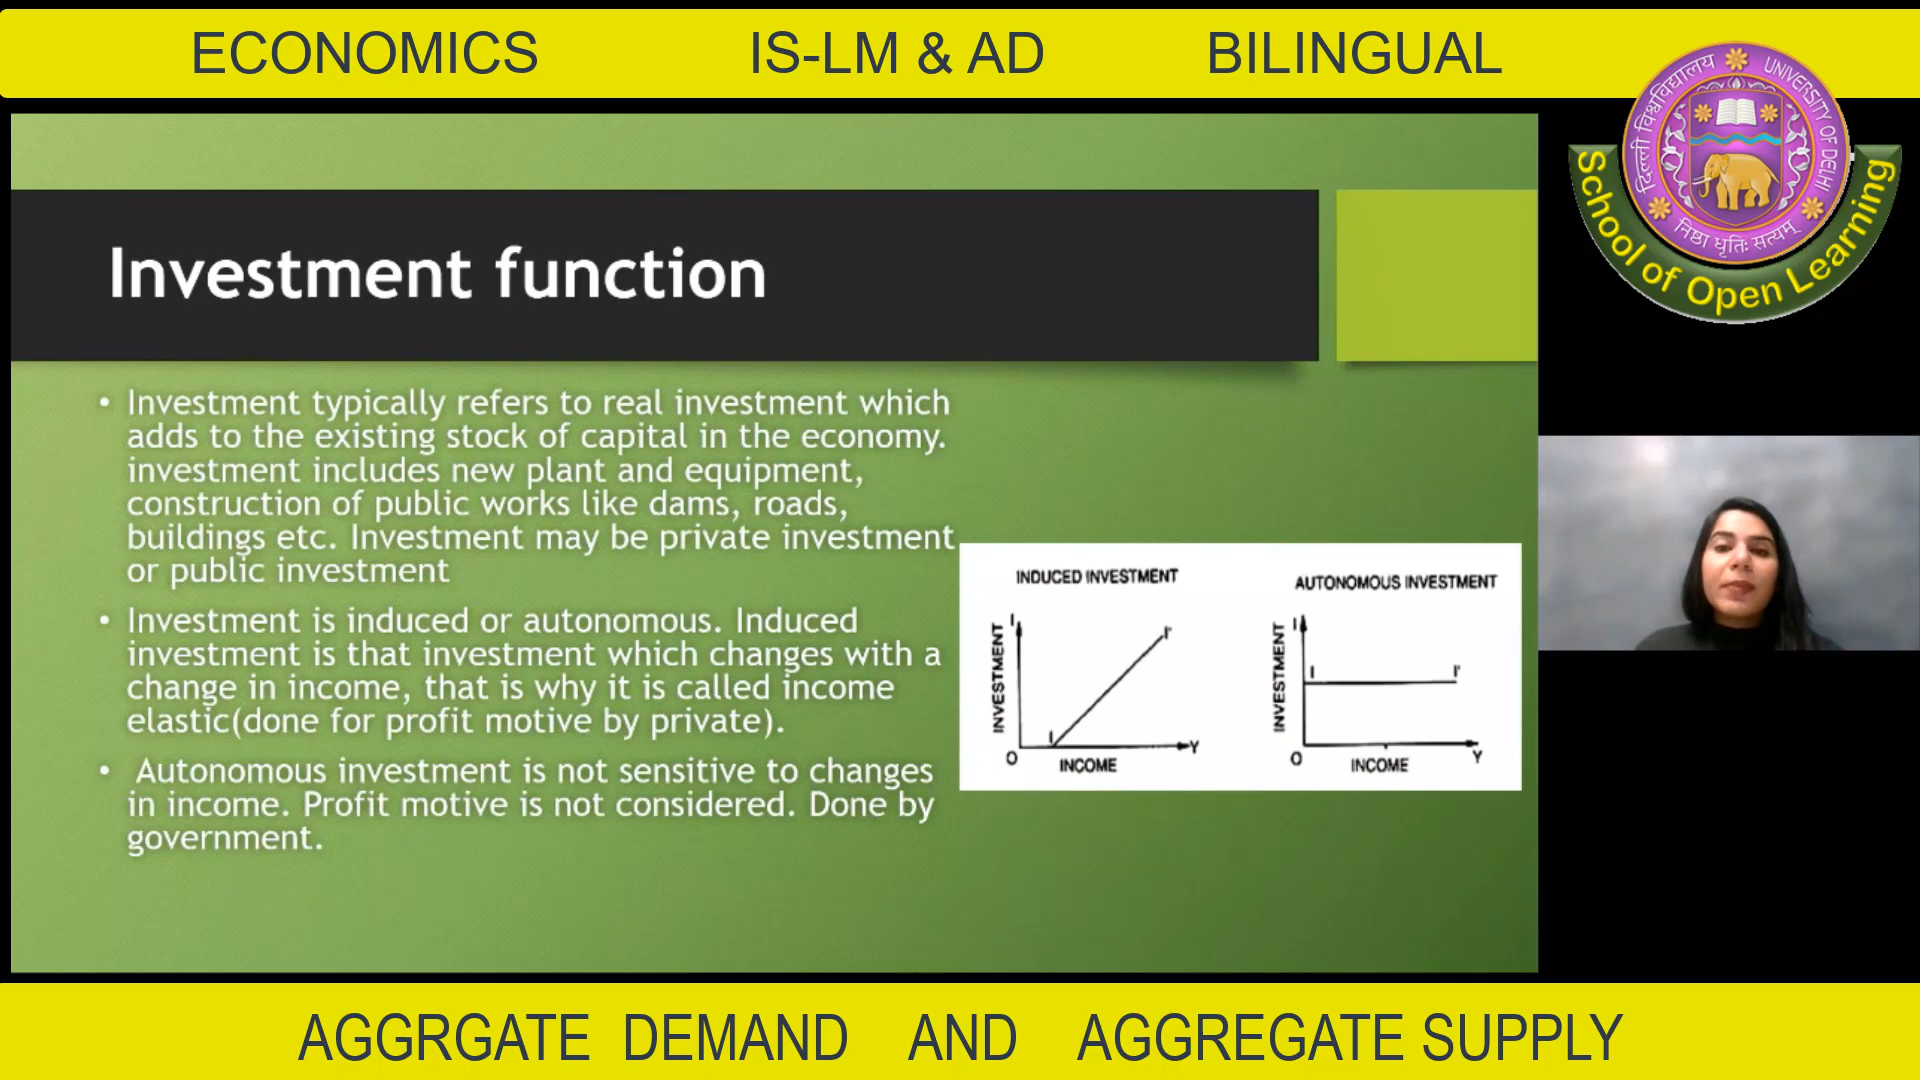 ECONOMICS IS-LM & AD BILINGUAL
दिल्ली विश्वविद्यालय
UNIVERSITY OF DELHI
निष्ठा धृतिः सत्यम्
School of Open Learning
Investment function
• Investment typically refers to real investment which
adds to the existing stock of capital in the economy.
investment includes new plant and equipment,
construction of public works like dams, roads,
buildings etc. Investment may be private investment
or public investment
• Investment is induced or autonomous. Induced
investment is that investment which changes with a
change in income, that is why it is called income
elastic(done for profit motive by private).
• Autonomous investment is not sensitive to changes
in income. Profit motive is not considered. Done by
government.
INDUCED INVESTMENT
I
I'
INVESTMENT
I
O
Y
INCOME
AUTONOMOUS INVESTMENT
I
I
I'
INVESTMENT
O
Y
INCOME
AGGRGATE DEMAND AND AGGREGATE SUPPLY